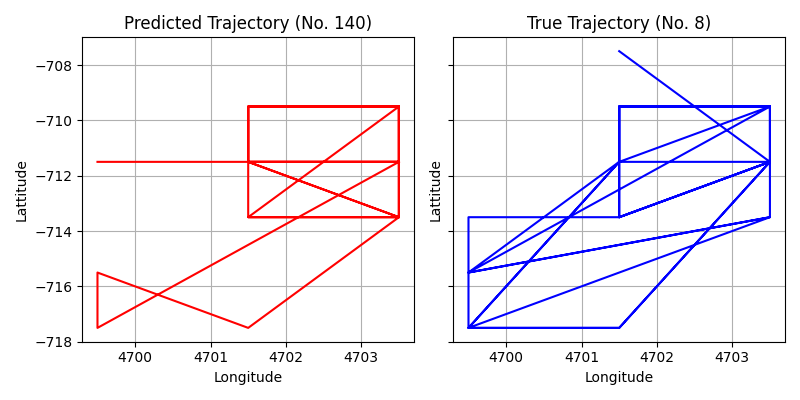 Predicted Trajectory (No. 140)
True Trajectory (No. 8)
−708
−710
−712
−714
−716
−718
Lattitude
Lattitude
4700
4701
4702
4703
4700
4701
4702
4703
Longitude
Longitude